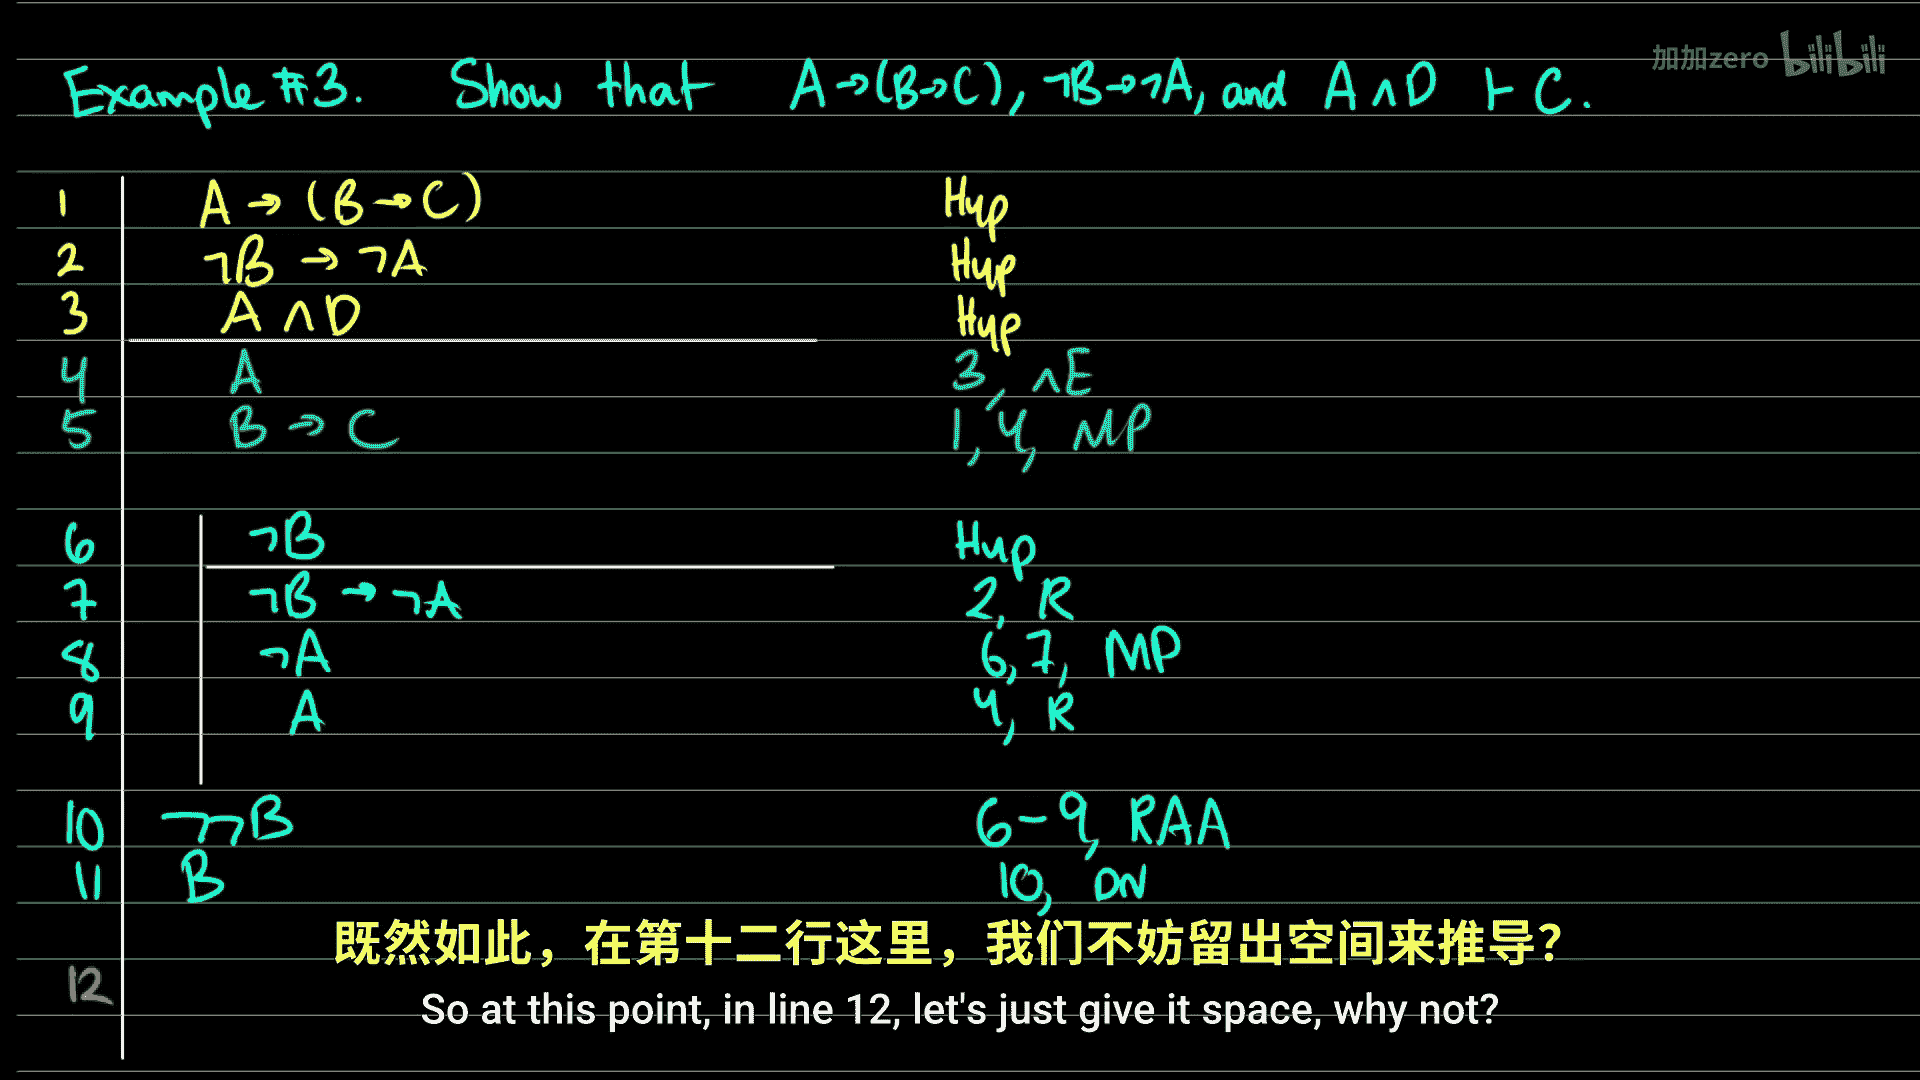 加加zero bilibili
Example #3. Show that A→(B→C), ¬B→¬A, and A∧D ⊢ C.
1 A→(B→C) Hyp
2 ¬B→¬A Hyp
3 A∧D Hyp
4 A 3, ∧E
5 B→C 1, 4, MP
6 ¬B Hyp
7 ¬B→¬A 2, R
8 ¬A 6, 7, MP
9 A 4, R
10 ¬¬B 6-9, RAA
11 B 10, DN
既然如此，在第十二行这里，我们不妨留出空间来推导？
12
So at this point, in line 12, let's just give it space, why not?